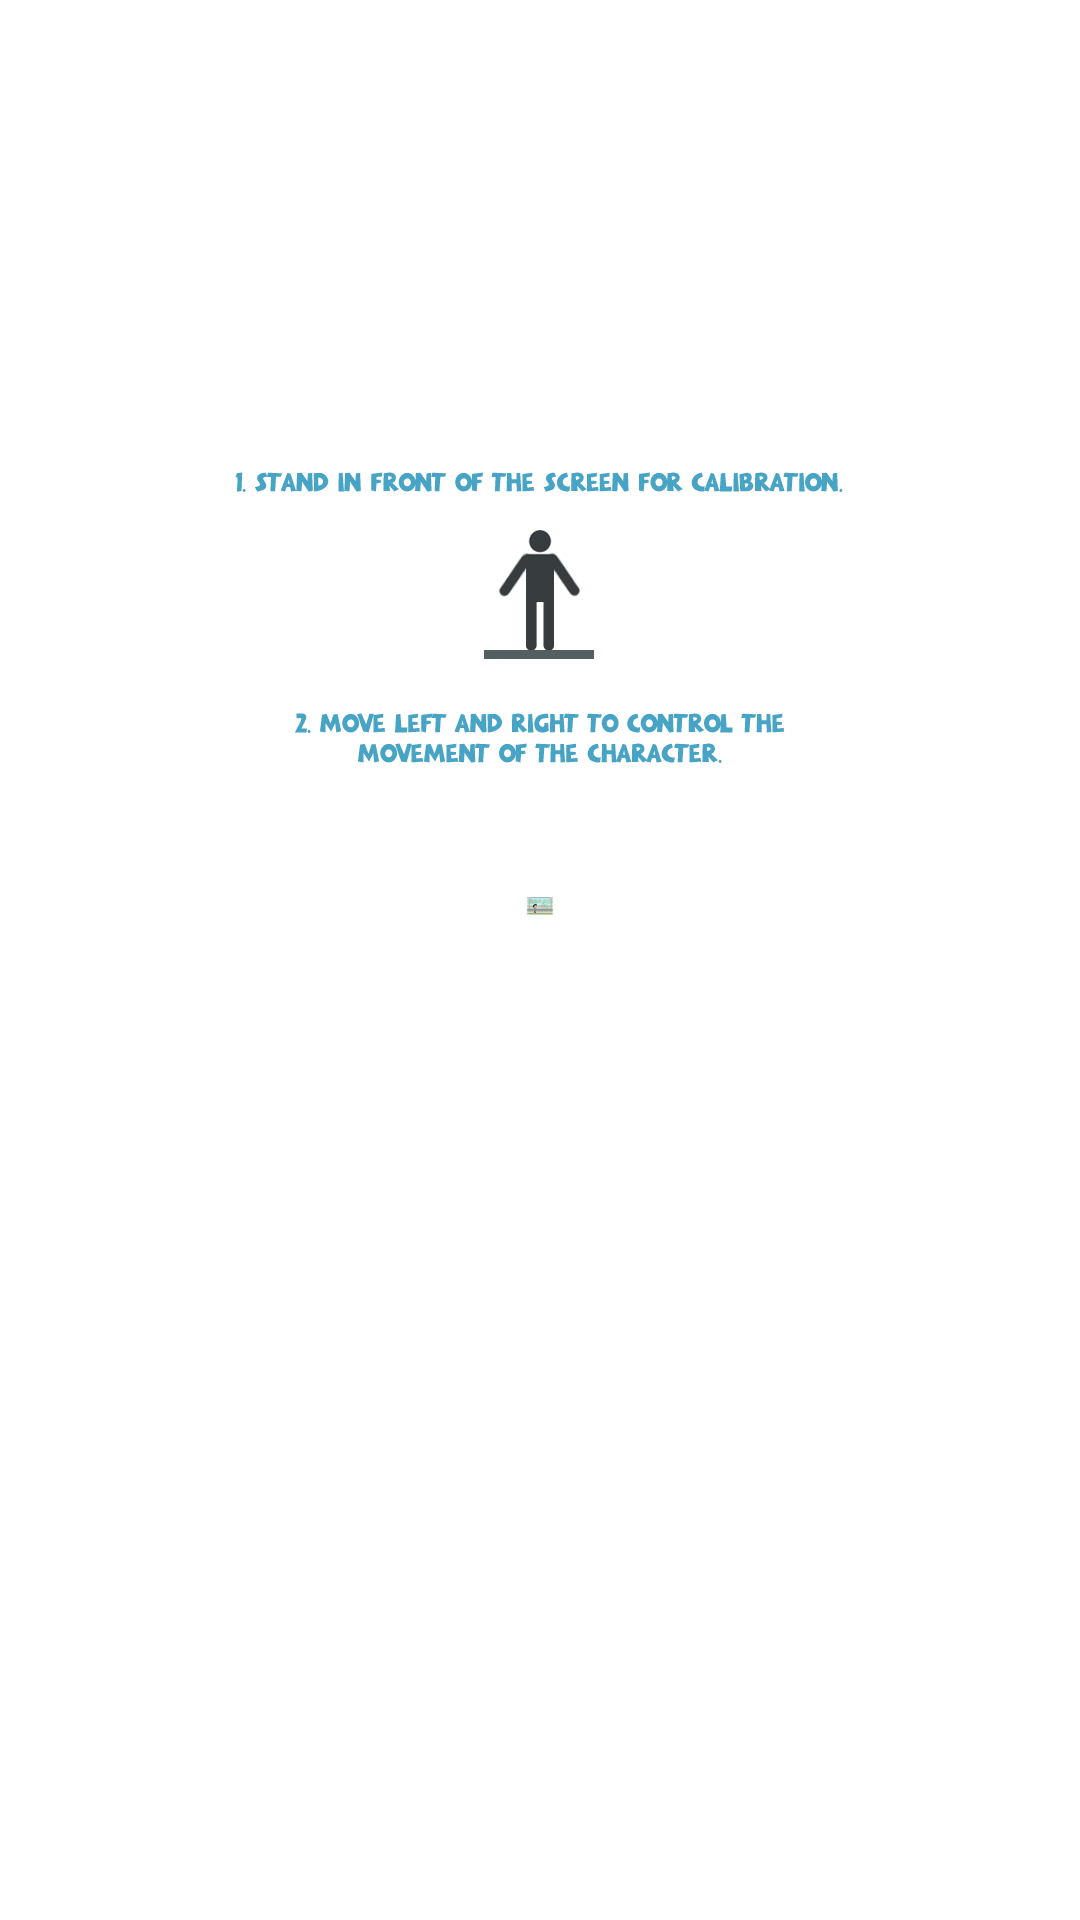 1. STAND IN FRONT OF THE SCREEN FOR CALIBRATION.
2. MOVE LEFT AND RIGHT TO CONTROL THE
MOVEMENT OF THE CHARACTER.